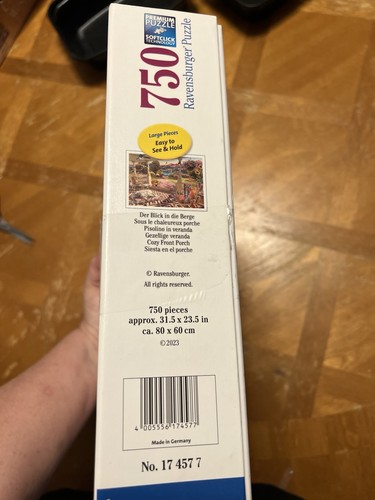 PREMIUM
PUZZLE
SOFTCLICK
TECHNOLOGY
750
Ravensburger Puzzle
Large Pieces
Easy to
See & Hold
Der Blick in die Berge
Sous le chaleureux porche
Pisolino in veranda
Gezellige veranda
Cozy Front Porch
Siesta en el porche
© Ravensburger.
All rights reserved.
750 pieces
approx. 31.5 x 23.5 in
ca. 80 x 60 cm
©2023
4 005556 174577
Made in Germany
No. 17 457 7